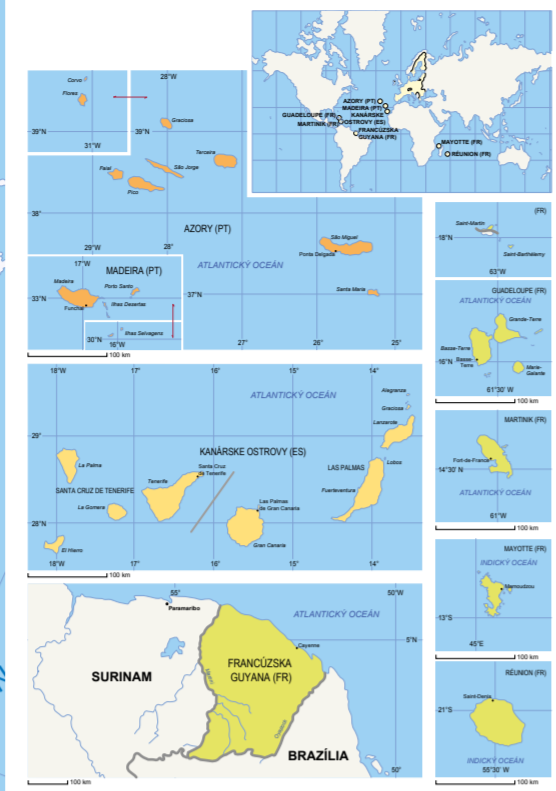 AZORY (PT)
MADEIRA (PT)
KANÁRSKE
OSTROVY (ES)
GUADELOUPE (FR)
MARTINIK (FR)
FRANCÚZSKA
GUYANA (FR)
MAYOTTE (FR)
RÉUNION (FR)
Corvo
Flores
28°W
Graciosa
39°N
39°N
31°W
Terceira
Faial
São Jorge
Pico
38°
29°W
28°
AZORY (PT)
São Miguel
Ponta Delgada
ATLANTICKÝ OCEÁN
Santa Maria
37°N
27°
26°
25°
17°W
MADEIRA (PT)
Madeira
Porto Santo
33°N
Funchal
Ilhas Desertas
Ilhas Selvagens
30°N
16°W
100 km
18°W
17°
16°
15°
14°
ATLANTICKÝ OCEÁN
Alegranza
Graciosa
Lanzarote
29°
KANÁRSKE OSTROVY (ES)
La Palma
Santa Cruz
de Tenerife
LAS PALMAS
Lobos
SANTA CRUZ DE TENERIFE
Tenerife
Fuerteventura
La Gomera
Las Palmas
de Gran Canaria
28°N
El Hierro
Gran Canaria
18°W
17°
16°
15°
14°
100 km
55°
50°W
Paramaribo
ATLANTICKÝ OCEÁN
5°N
Cayenne
FRANCÚZSKA
GUYANA (FR)
SURINAM
BRAZÍLIA
50°
100 km
(FR)
Saint-Martin
18°N
Saint-Barthélemy
63°W
GUADELOUPE (FR)
ATLANTICKÝ OCEÁN
Grande-Terre
Basse-Terre
16°N
Basse-
Terre
Marie-
Galante
61°30' W
100 km
MARTINIK (FR)
Fort-de-France
14°30' N
ATLANTICKÝ OCEÁN
61°W
100 km
MAYOTTE (FR)
INDICKÝ OCEÁN
Mamoudzou
13°S
45°E
100 km
RÉUNION (FR)
Saint-Denis
21°S
INDICKÝ OCEÁN
55°30' W
100 km